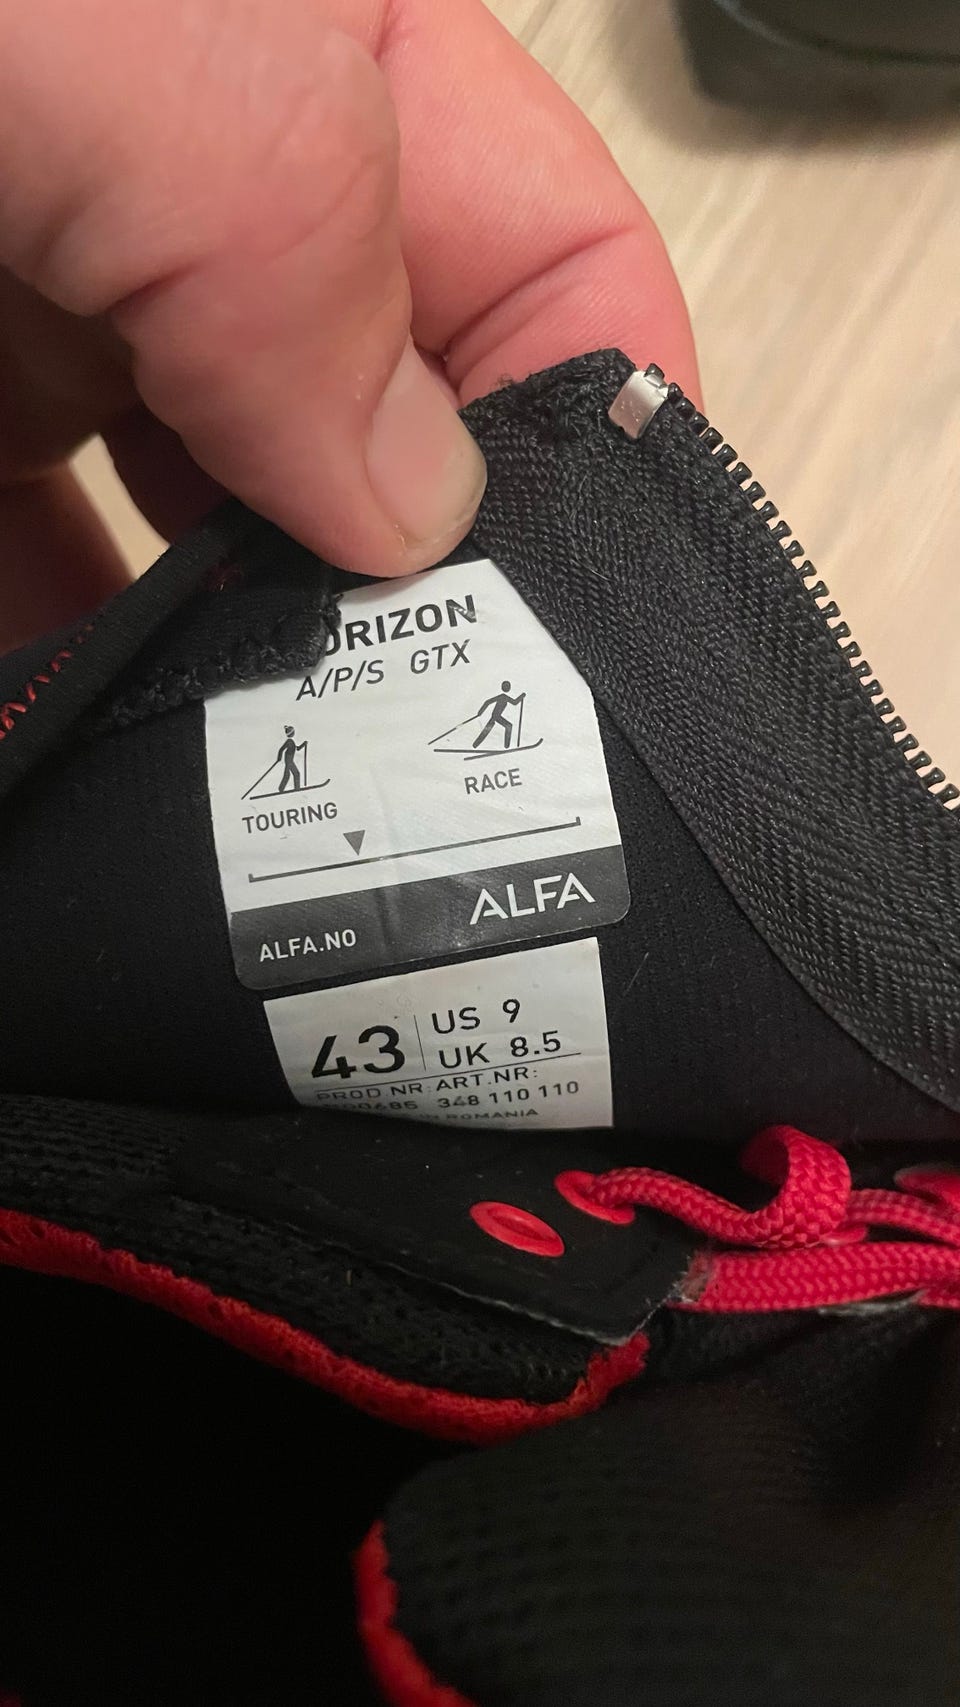 ORIZON
A/P/S GTX
TOURING
RACE
ALFA
ALFA.NO
43
US 9
UK 8.5
PROD.NR: ART.NR:
348 110 110
ROMANIA